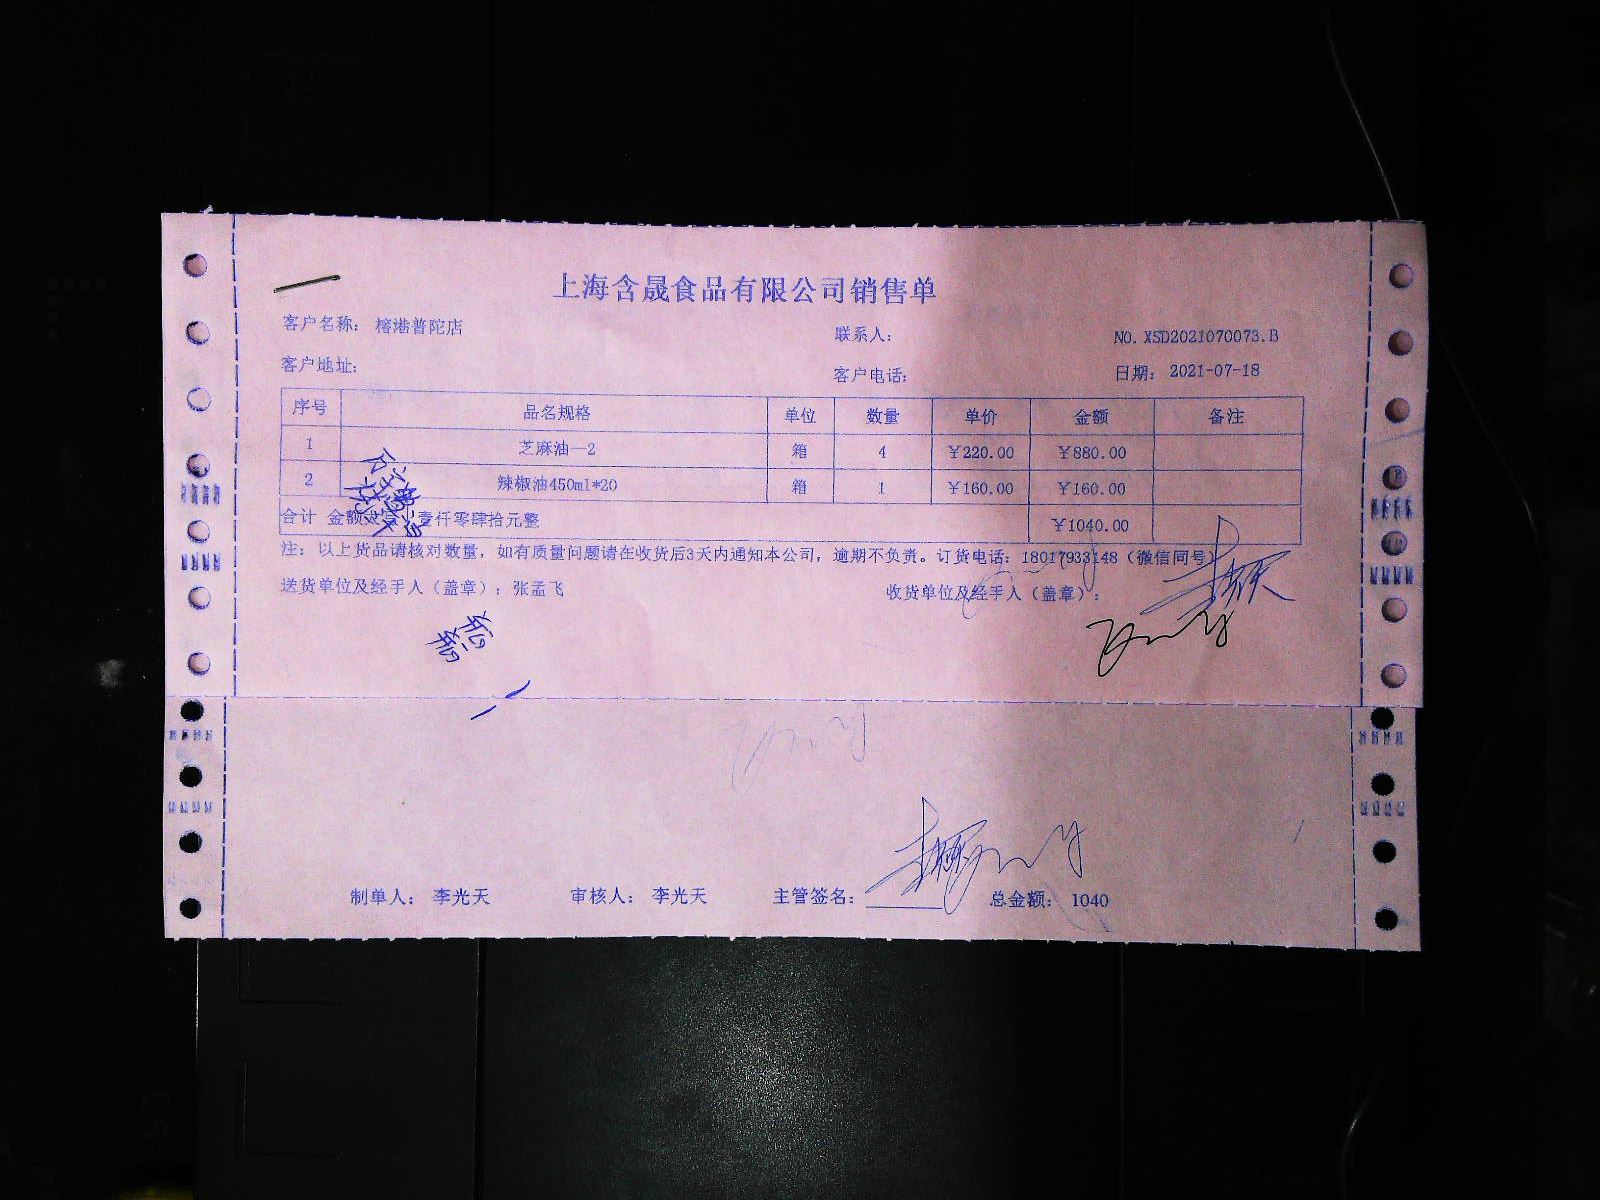 上海含晟食品有限公司销售单
客户名称： 榕港普陀店 联系人： NO. XSD2021070073.B
客户地址： 客户电话： 日期： 2021-07-18
序号 品名规格 单位 数量 单价 金额 备注
1 芝麻油—2 箱 4 ￥220.00 ￥880.00
2 辣椒油450ml*20 箱 1 ￥160.00 ￥160.00
合计 金额 壹仟零肆拾元整 ￥1040.00
注：以上货品请核对数量，如有质量问题请在收货后3天内通知本公司，逾期不负责。订货电话：18017933148（微信同号）
送货单位及经手人（盖章）：张孟飞 收货单位及经手人（盖章）：
制单人： 李光天 审核人： 李光天 主管签名： 总金额： 1040